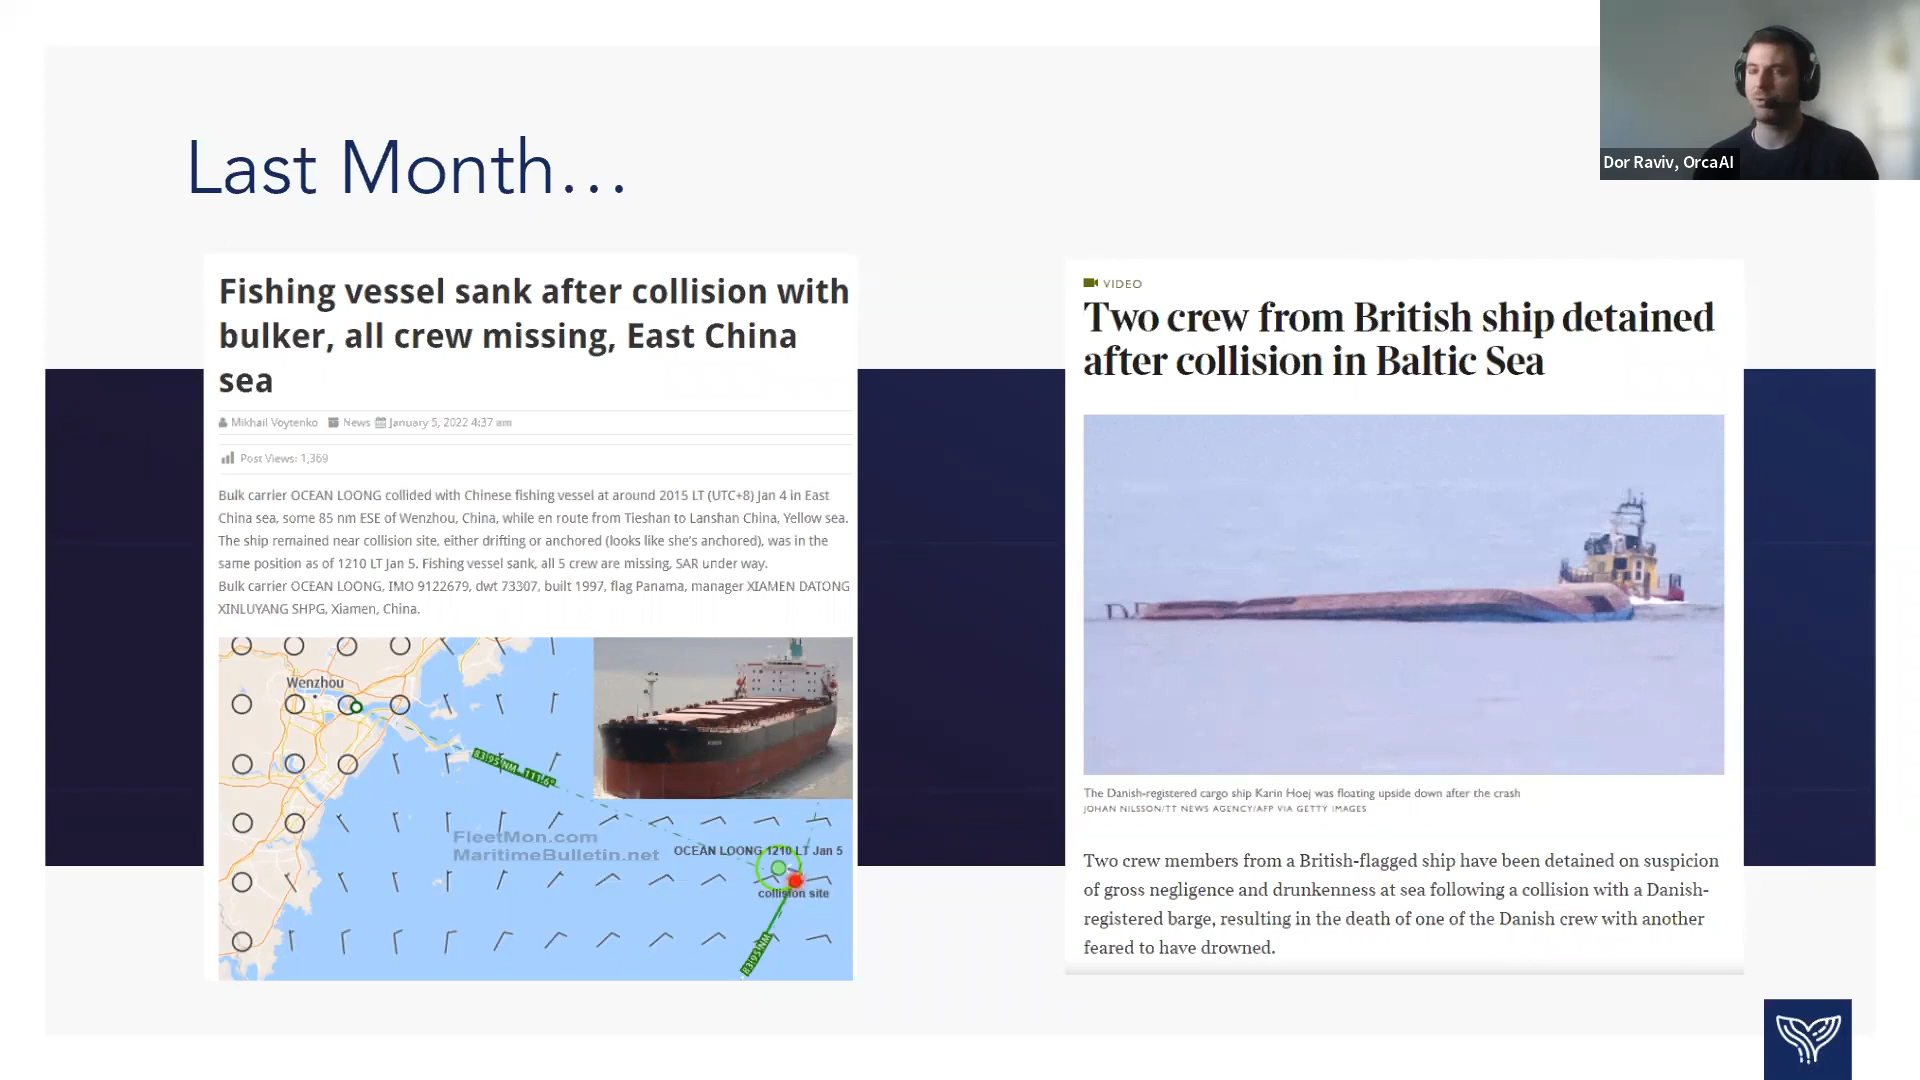 Dor Raviv, OrcaAI
Last Month...
Fishing vessel sank after collision with
bulker, all crew missing, East China
sea
Mikhail Voytenko News January 5, 2022 4:37 am
Post Views: 1,369
Bulk carrier OCEAN LOONG collided with Chinese fishing vessel at around 2015 LT (UTC+8) Jan 4 in East
China sea, some 85 nm ESE of Wenzhou, China, while en route from Tieshan to Lanshan China, Yellow sea.
The ship remained near collision site, either drifting or anchored (looks like she's anchored), was in the
same position as of 1210 LT Jan 5. Fishing vessel sank, all 5 crew are missing, SAR under way.
Bulk carrier OCEAN LOONG, IMO 9122679, dwt 73307, built 1997, flag Panama, manager XIAMEN DATONG
XINLUYANG SHPG, Xiamen, China.
Wenzhou
83.95 NM, 111.6°
FleetMon.com
MaritimeBulletin.net
OCEAN LOONG 1210 LT Jan 5
collision site
83.95 NM
VIDEO
Two crew from British ship detained
after collision in Baltic Sea
The Danish-registered cargo ship Karin Hoej was floating upside down after the crash
JOHAN NILSSON/TT NEWS AGENCY/AFP VIA GETTY IMAGES
Two crew members from a British-flagged ship have been detained on suspicion
of gross negligence and drunkenness at sea following a collision with a Danish-
registered barge, resulting in the death of one of the Danish crew with another
feared to have drowned.